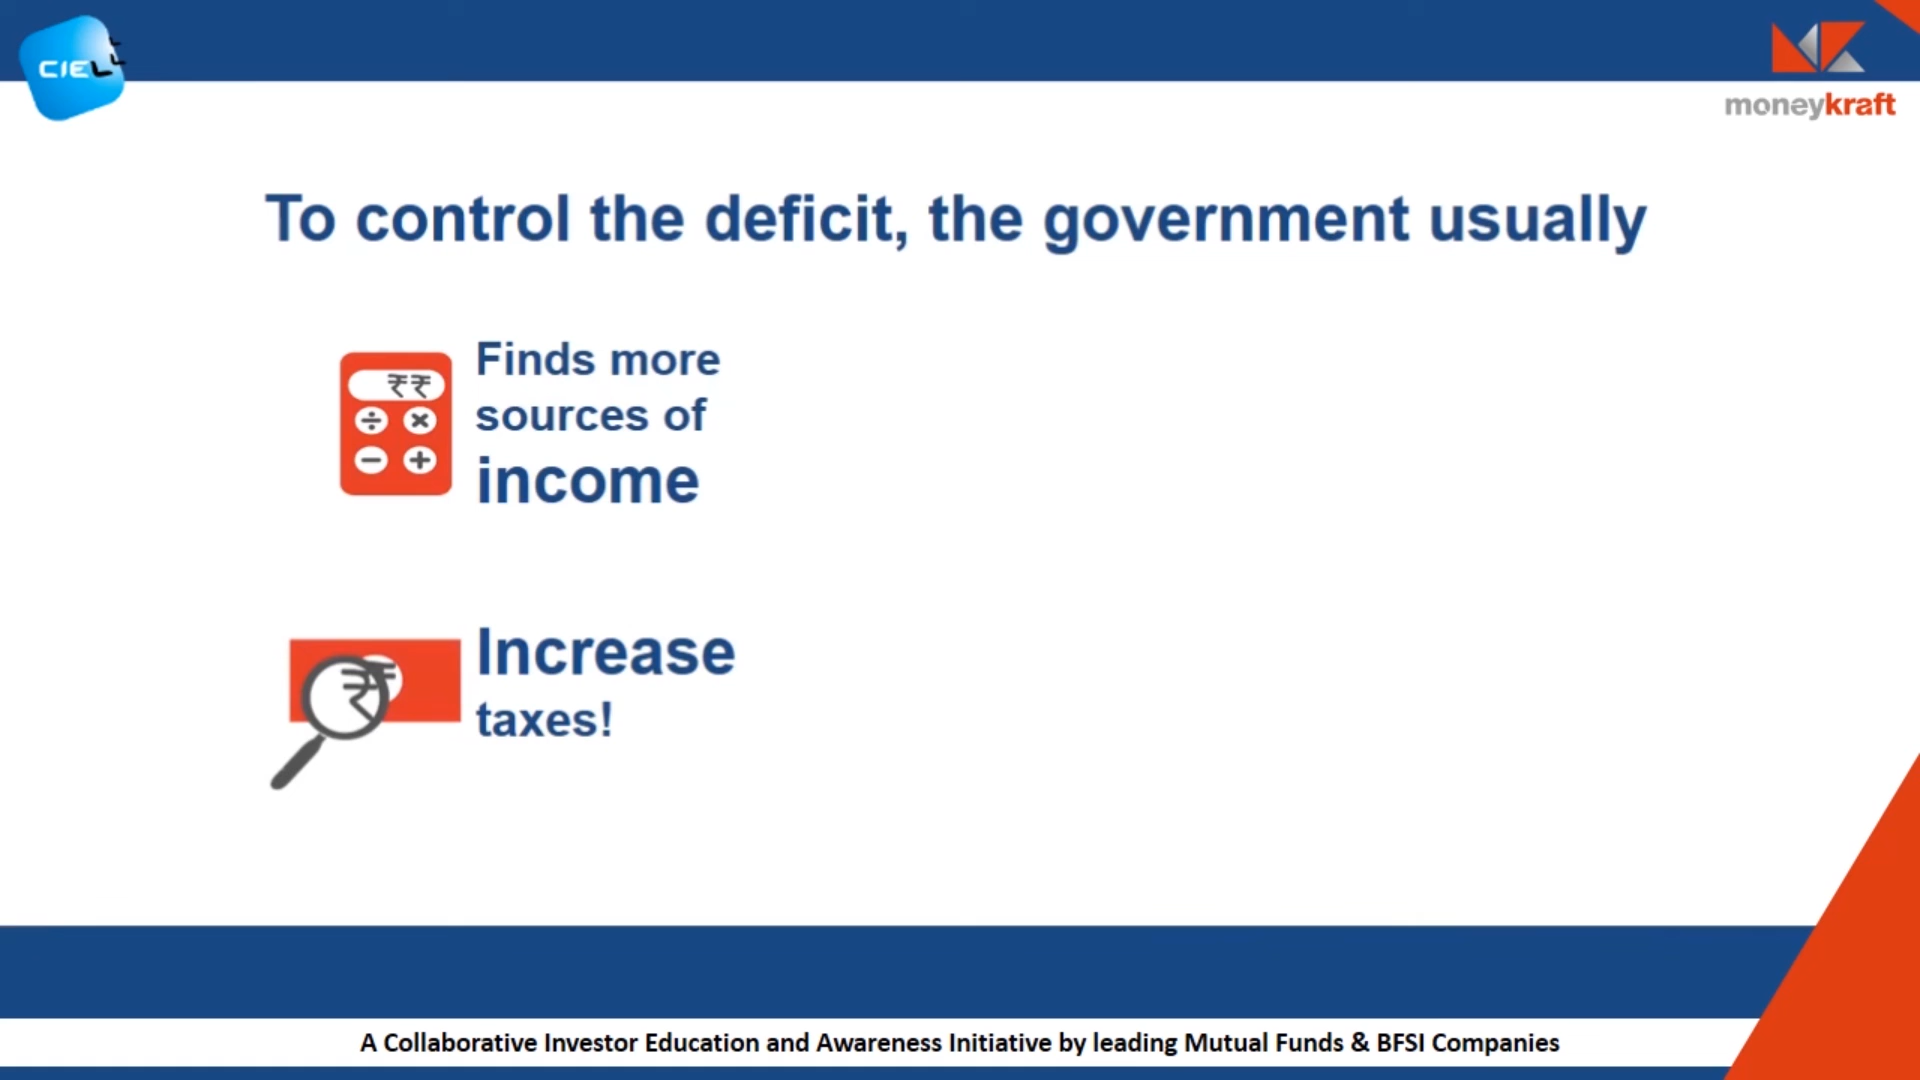 CIELL
moneykraft
To control the deficit, the government usually
₹₹
Finds more
sources of
income
÷ ×
− +
Increase
taxes!
₹₹
A Collaborative Investor Education and Awareness Initiative by leading Mutual Funds & BFSI Companies